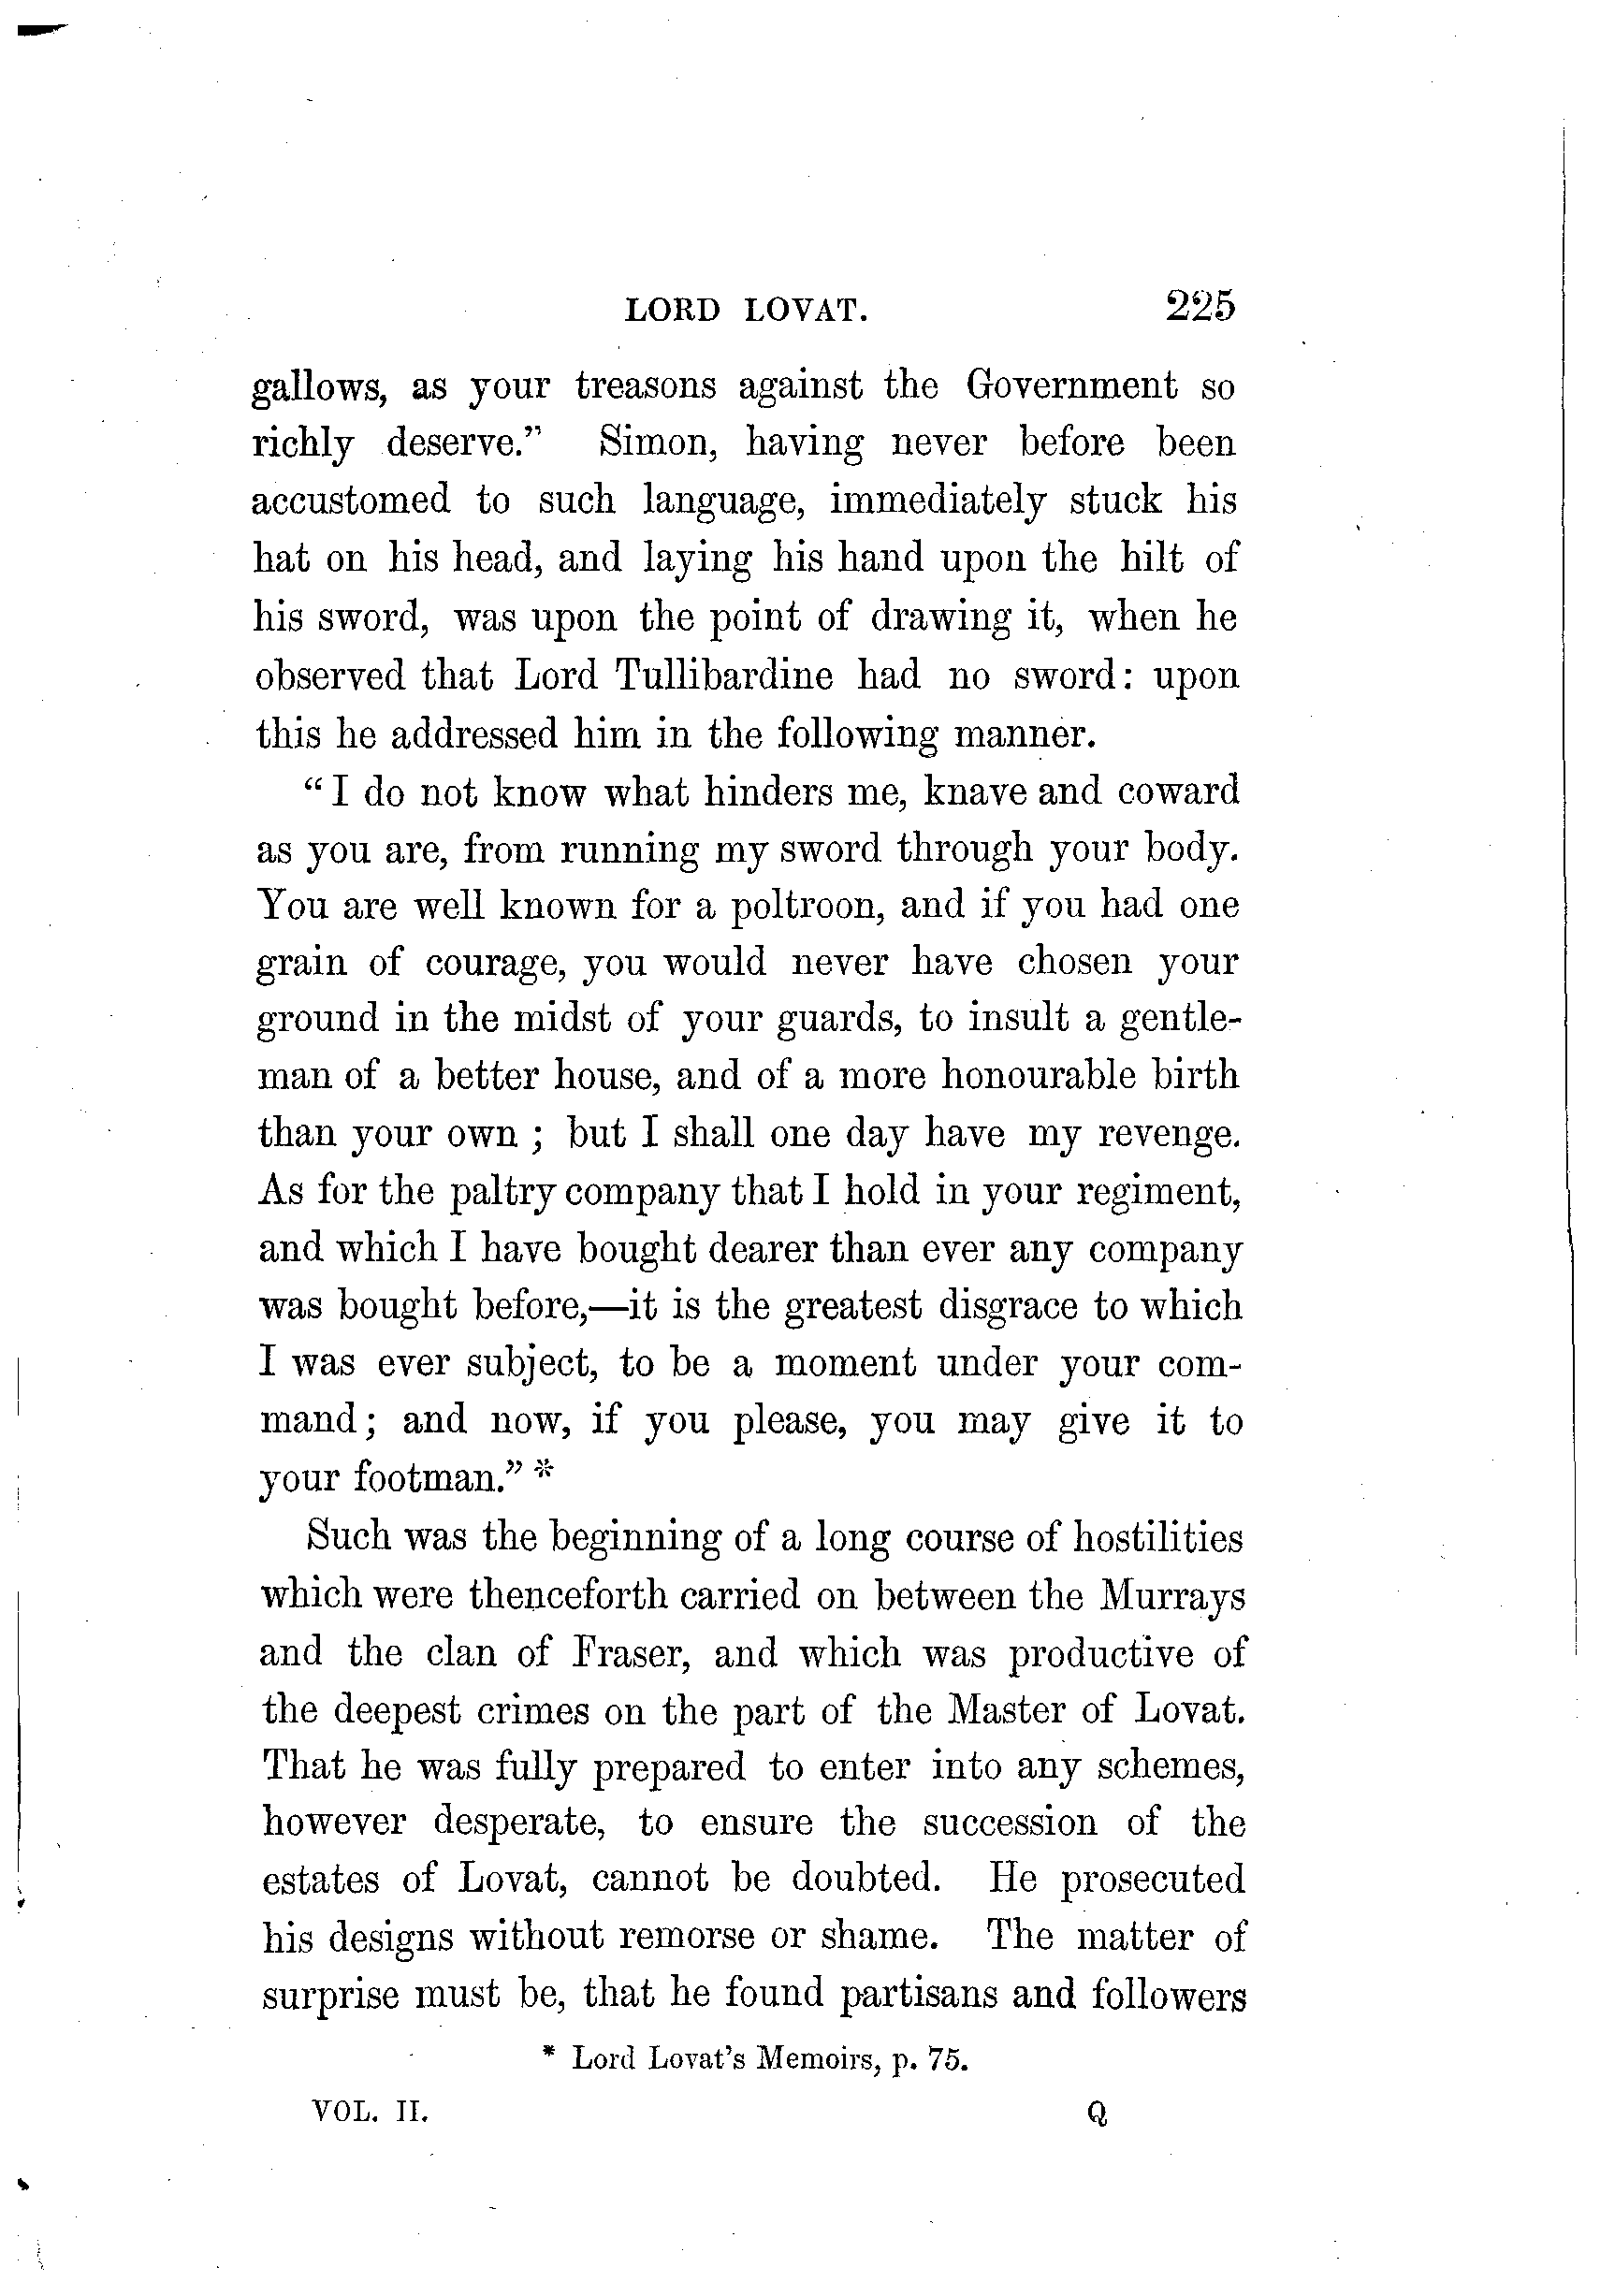 LORD LOVAT. 225
gallows, as your treasons against the Government so
richly deserve." Simon, having never before been
accustomed to such language, immediately stuck his
hat on his head, and laying his hand upon the hilt of
his sword, was upon the point of drawing it, when he
observed that Lord Tullibardine had no sword: upon
this he addressed him in the following manner.
"I do not know what hinders me, knave and coward
as you are, from running my sword through your body.
You are well known for a poltroon, and if you had one
grain of courage, you would never have chosen your
ground in the midst of your guards, to insult a gentle-
man of a better house, and of a more honourable birth
than your own ; but I shall one day have my revenge.
As for the paltry company that I hold in your regiment,
and which I have bought dearer than ever any company
was bought before,—it is the greatest disgrace to which
I was ever subject, to be a moment under your com-
mand; and now, if you please, you may give it to
your footman." *
Such was the beginning of a long course of hostilities
which were thenceforth carried on between the Murrays
and the clan of Fraser, and which was productive of
the deepest crimes on the part of the Master of Lovat.
That he was fully prepared to enter into any schemes,
however desperate, to ensure the succession of the
estates of Lovat, cannot be doubted. He prosecuted
his designs without remorse or shame. The matter of
surprise must be, that he found partisans and followers
* Lord Lovat's Memoirs, p. 75.
VOL. II. Q